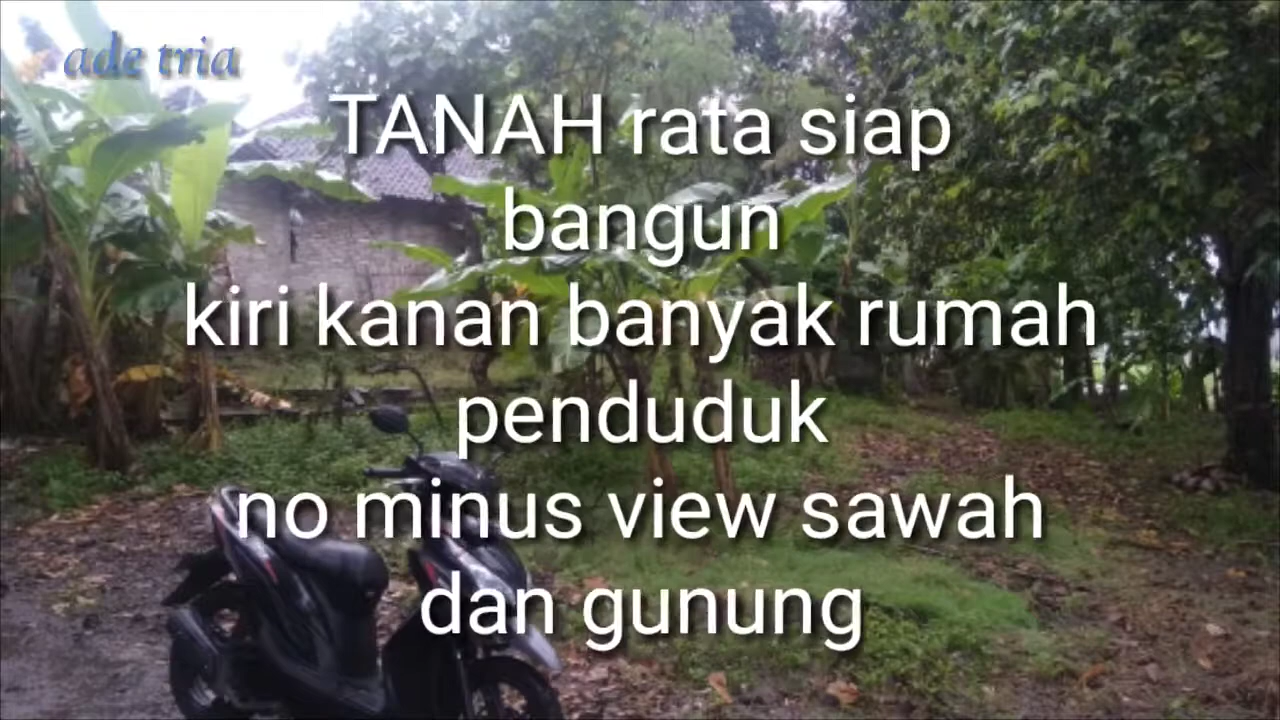 ade tria
TANAH rata siap
bangun
kiri kanan banyak rumah
penduduk
no minus view sawah
dan gunung